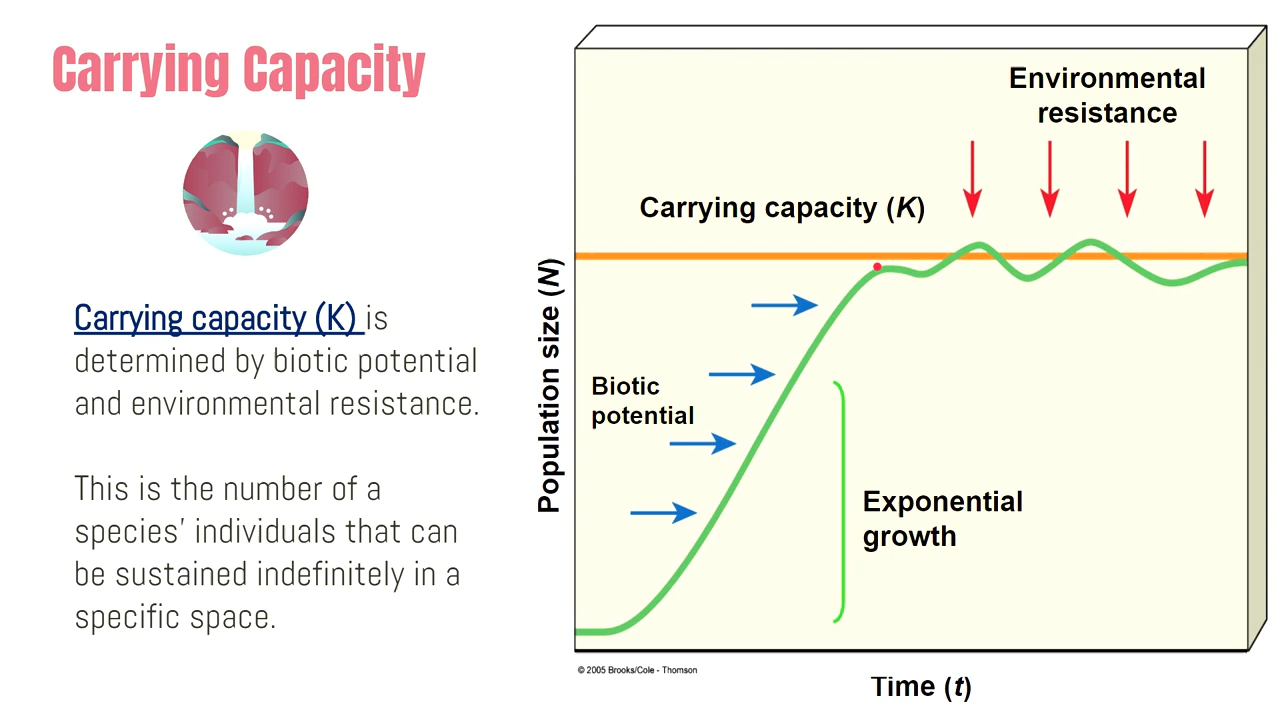 Carrying Capacity
Carrying capacity (K) is
determined by biotic potential
and environmental resistance.
This is the number of a
species' individuals that can
be sustained indefinitely in a
specific space.
Environmental
resistance
Carrying capacity (K)
Population size (N)
Biotic
potential
Exponential
growth
© 2005 Brooks/Cole - Thomson
Time (t)